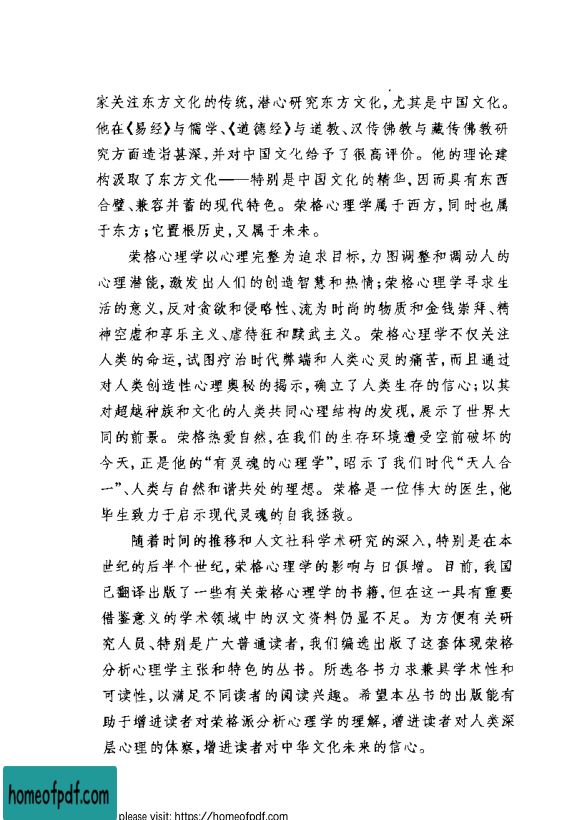 家关注东方文化的传统,潜心研究东方文化,尤其是中国文化。
他在《易经》与儒学、《道德经》与道教、汉传佛教与藏传佛教研
究方面造诣甚深,并对中国文化给予了很高评价。他的理论建
构汲取了东方文化——特别是中国文化的精华,因而具有东西
合璧、兼容并蓄的现代特色。荣格心理学属于西方,同时也属
于东方;它置根历史,又属于未来。
荣格心理学以心理完整为追求目标,力图调整和调动人的
心理潜能,激发出人们的创造智慧和热情;荣格心理学寻求生
活的意义,反对贪欲和侵略性、流为时尚的物质和金钱崇拜、精
神空虚和享乐主义、虐待狂和黩武主义。荣格心理学不仅关注
人类的命运,试图疗治时代弊端和人类心灵的痛苦,而且通过
对人类创造性心理奥秘的揭示,确立了人类生存的信心;以其
对超越种族和文化的人类共同心理结构的发现,展示了世界大
同的前景。荣格热爱自然,在我们的生存环境遭受空前破坏的
今天,正是他的“有灵魂的心理学”,昭示了我们时代“天人合
一”、人类与自然和谐共处的理想。荣格是一位伟大的医生,他
毕生致力于启示现代灵魂的自我拯救。
随着时间的推移和人文社科学术研究的深入,特别是在本
世纪的后半个世纪,荣格心理学的影响与日俱增。目前,我国
已翻译出版了一些有关荣格心理学的书籍,但在这一具有重要
借鉴意义的学术领域中的汉文资料仍显不足。为方便有关研
究人员、特别是广大普通读者,我们编选出版了这套体现荣格
分析心理学主张和特色的丛书。所选各书力求兼具学术性和
可读性,以满足不同读者的阅读兴趣。希望本丛书的出版能有
助于增进读者对荣格派分析心理学的理解,增进读者对人类深
层心理的体察,增进读者对中华文化未来的信心。
homeofpdf.com
please visit: https://homeofpdf.com